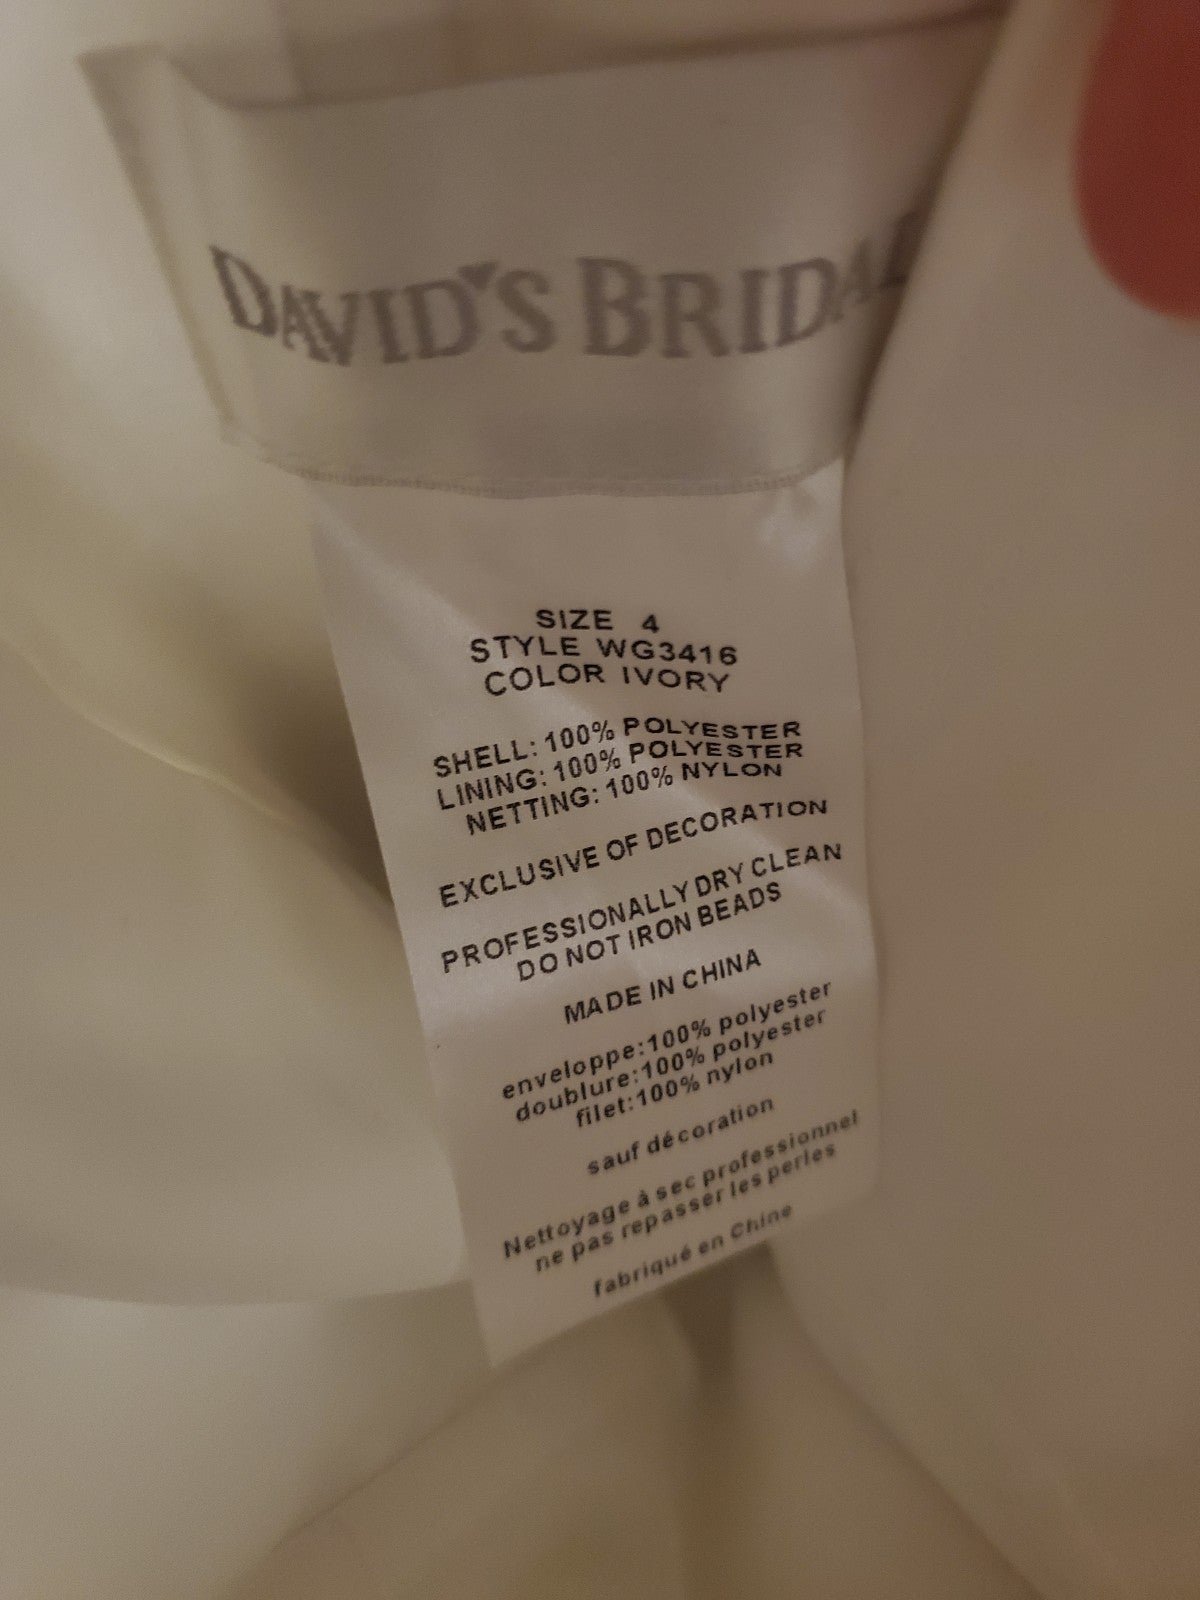 DAVID'S BRIDAL
SIZE 4
STYLE WG3416
COLOR IVORY
SHELL: 100% POLYESTER
LINING: 100% POLYESTER
NETTING: 100% NYLON
EXCLUSIVE OF DECORATION
PROFESSIONALLY DRY CLEAN
DO NOT IRON BEADS
MADE IN CHINA
enveloppe:100% polyester
doublure:100% polyester
filet:100% nylon
sauf décoration
Nettoyage à sec professionnel
ne pas repasser les perles
fabriqué en Chine